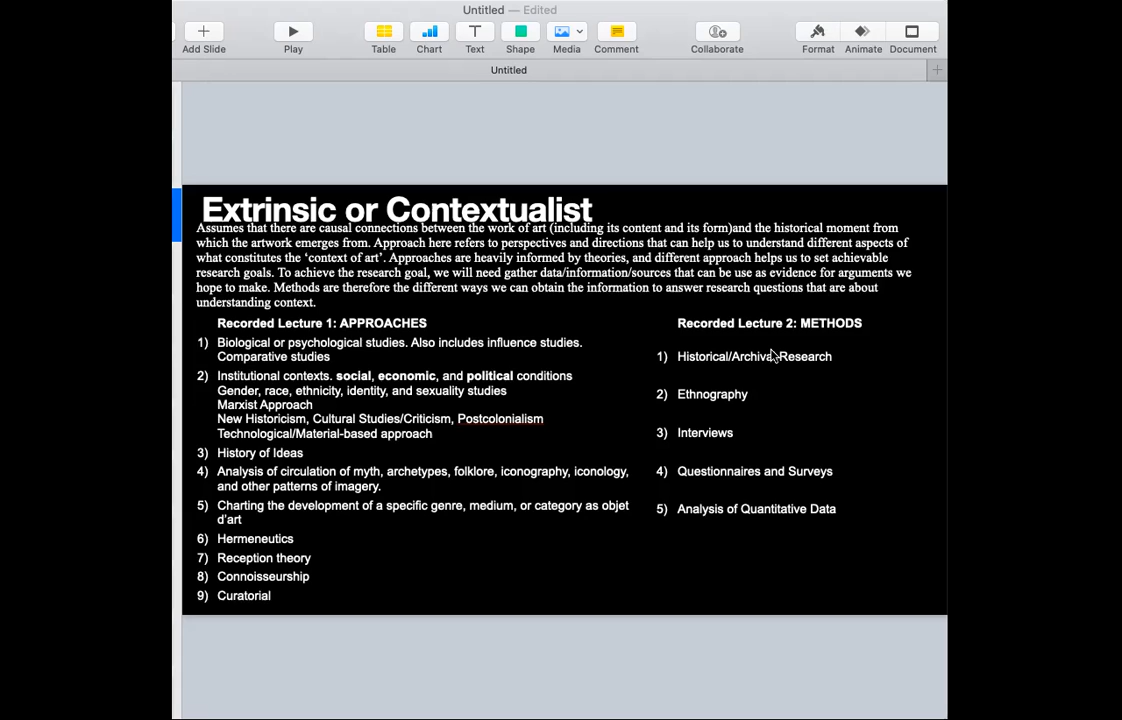 Untitled — Edited
Add Slide
Play
Table
Chart
Text
Shape
Media
Comment
Collaborate
Format
Animate
Document
Untitled
Extrinsic or Contextualist
Assumes that there are causal connections between the work of art (including its content and its form)and the historical moment from
which the artwork emerges from. Approach here refers to perspectives and directions that can help us to understand different aspects of
what constitutes the ‘context of art’. Approaches are heavily informed by theories, and different approach helps us to set achievable
research goals. To achieve the research goal, we will need gather data/information/sources that can be use as evidence for arguments we
hope to make. Methods are therefore the different ways we can obtain the information to answer research questions that are about
understanding context.
Recorded Lecture 1: APPROACHES
1) Biological or psychological studies. Also includes influence studies.
Comparative studies
2) Institutional contexts. social, economic, and political conditions
Gender, race, ethnicity, identity, and sexuality studies
Marxist Approach
New Historicism, Cultural Studies/Criticism, Postcolonialism
Technological/Material-based approach
3) History of Ideas
4) Analysis of circulation of myth, archetypes, folklore, iconography, iconology,
and other patterns of imagery.
5) Charting the development of a specific genre, medium, or category as objet
d’art
6) Hermeneutics
7) Reception theory
8) Connoisseurship
9) Curatorial
Recorded Lecture 2: METHODS
1) Historical/Archival Research
2) Ethnography
3) Interviews
4) Questionnaires and Surveys
5) Analysis of Quantitative Data